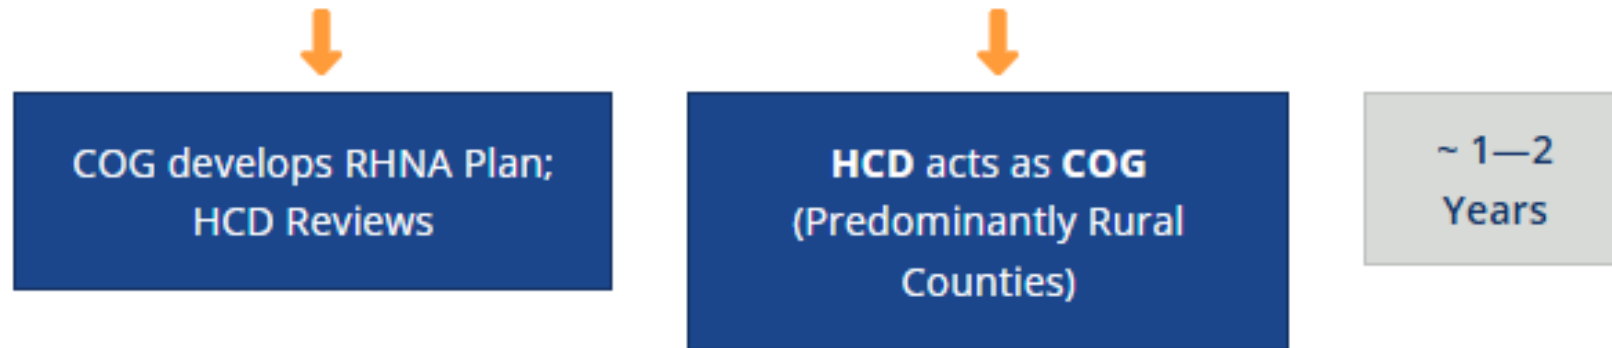 COG develops RHNA Plan;
HCD Reviews
HCD acts as COG
(Predominantly Rural
Counties)
~ 1—2
Years